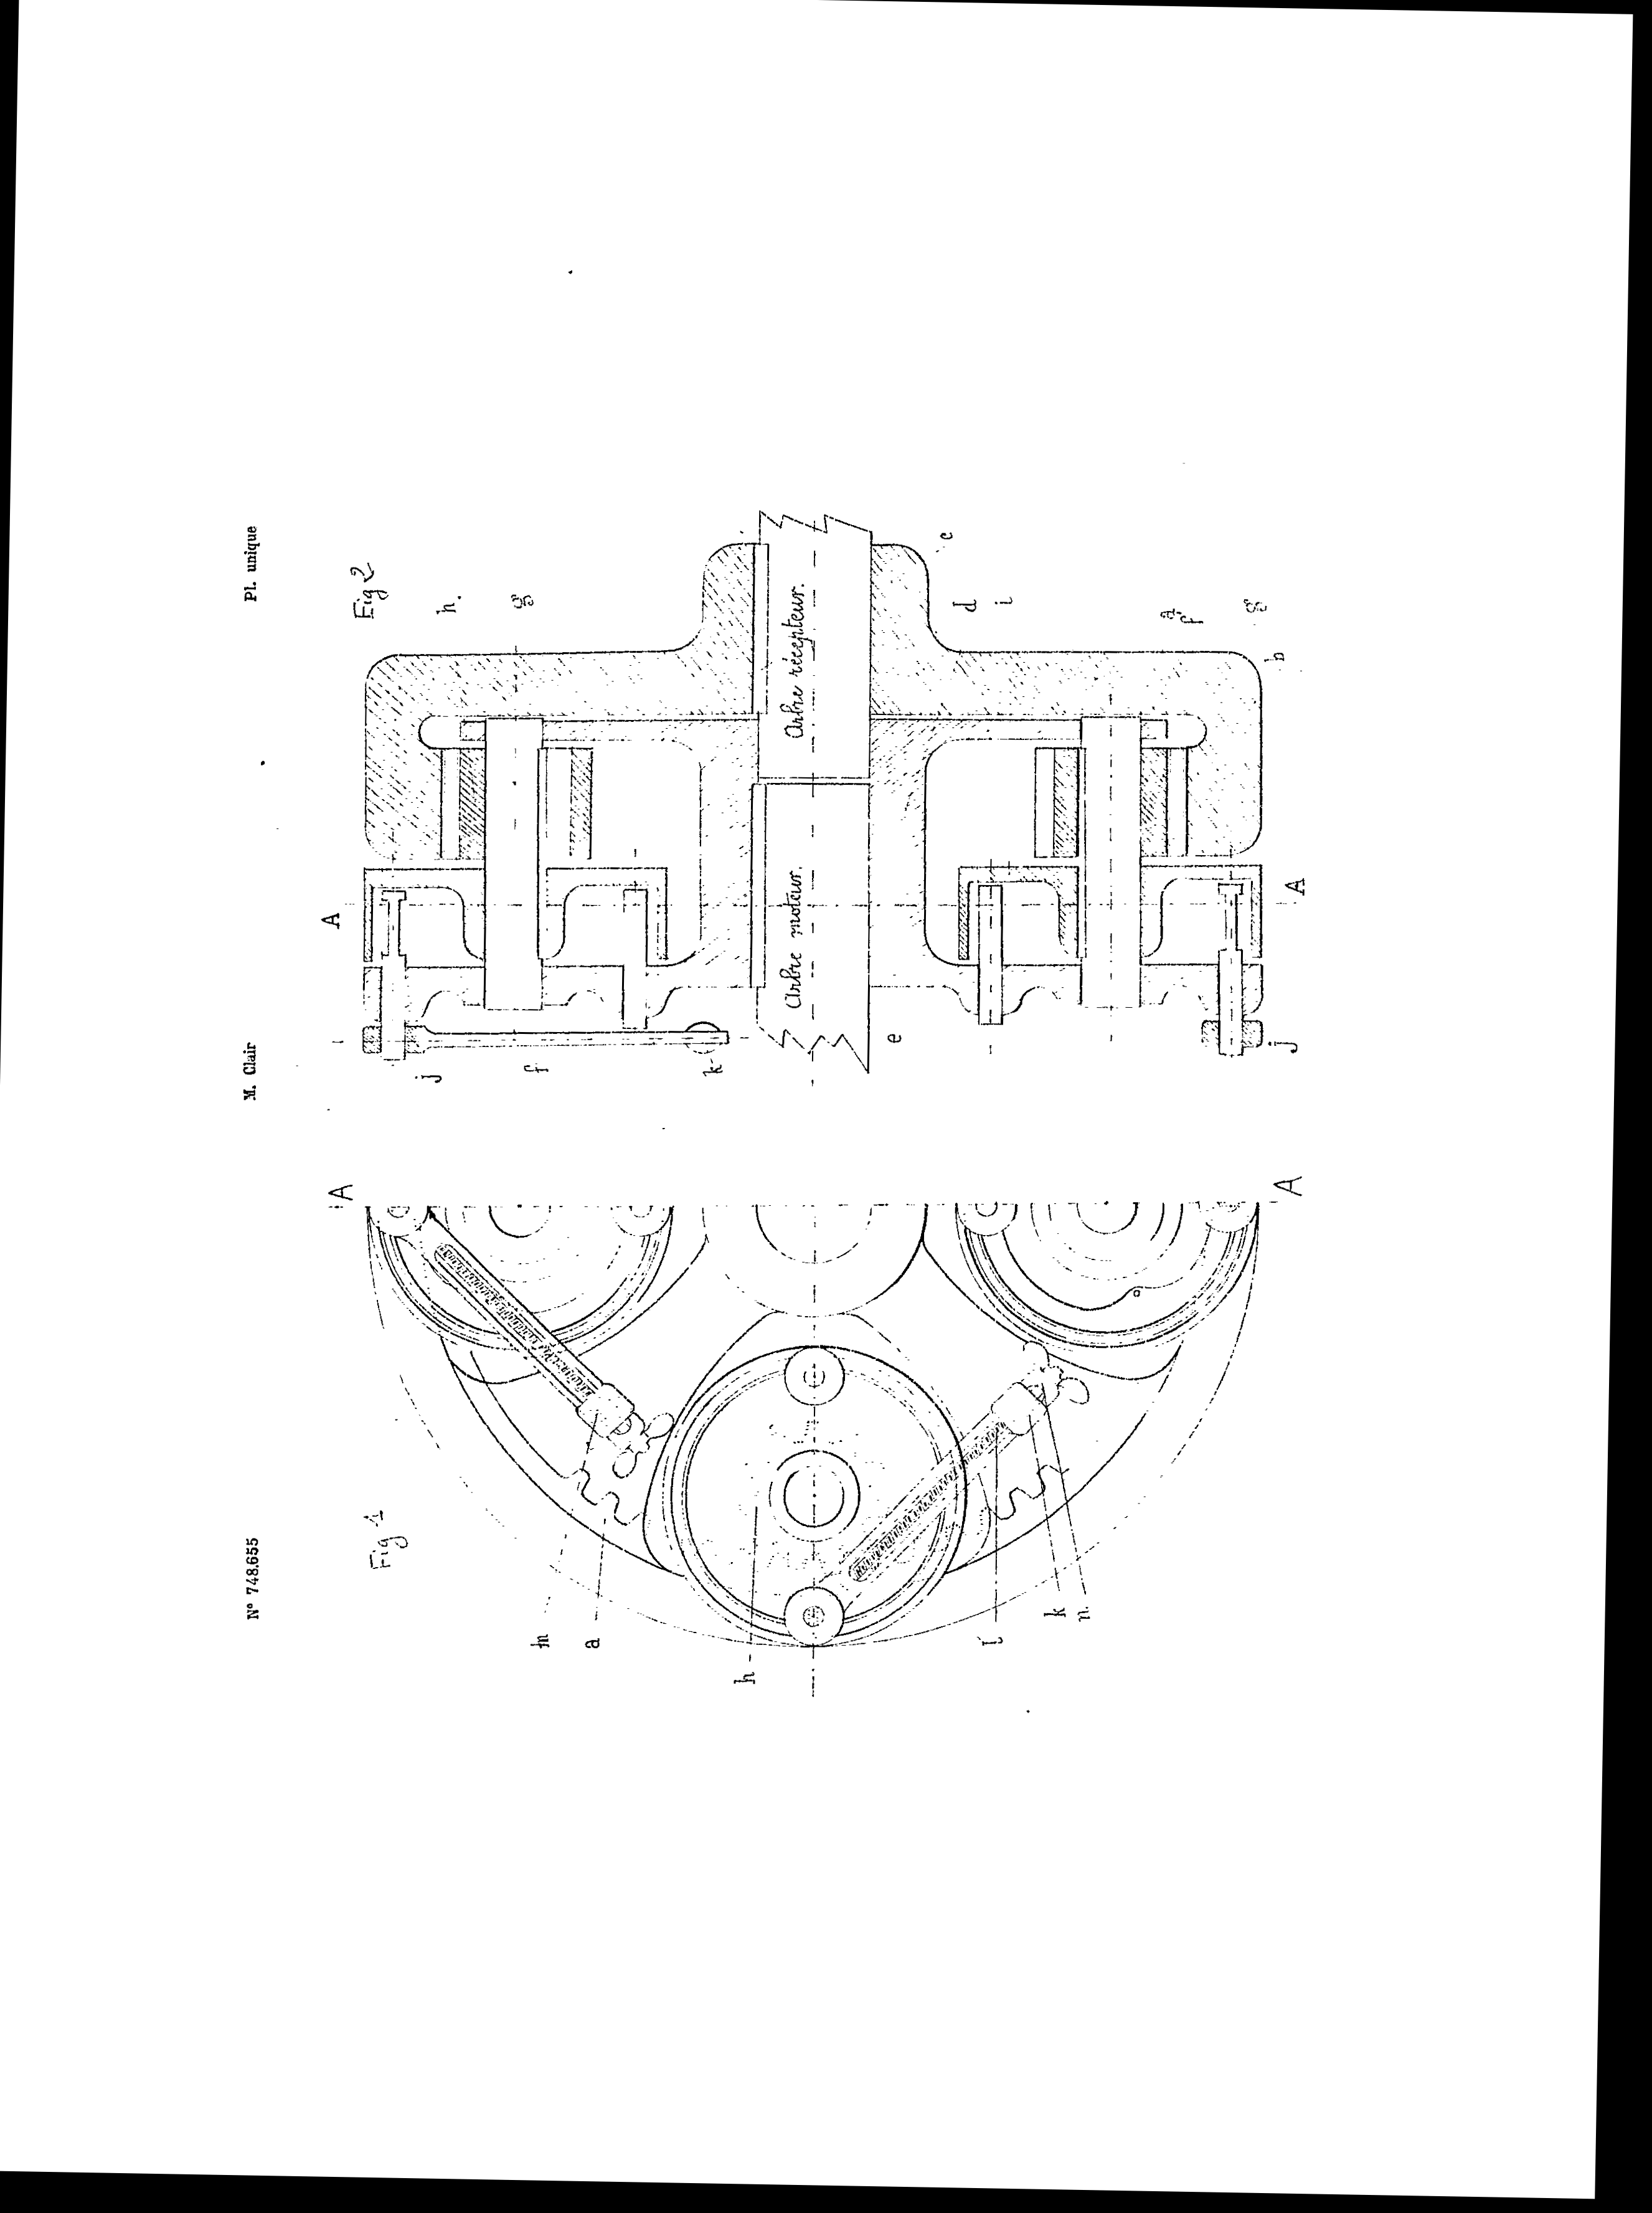 N° 748.655
M. Clair
Pl. unique
Fig 1
A
A
m
a
h
l
k
n
Fig 2
h.
g
c
d
i
a
f
g
b
A
A
Arbre récepteur.
Arbre moteur.
j
f
k
e
j